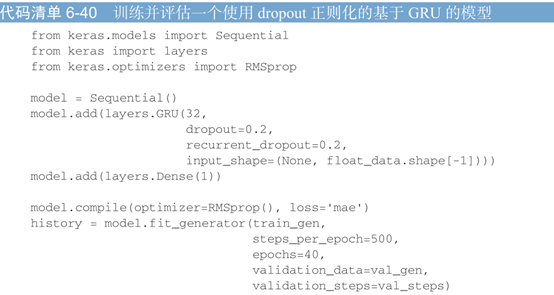 代码清单 6-40 训练并评估一个使用 dropout 正则化的基于 GRU 的模型
from keras.models import Sequential
from keras import layers
from keras.optimizers import RMSprop
model = Sequential()
model.add(layers.GRU(32,
dropout=0.2,
recurrent_dropout=0.2,
input_shape=(None, float_data.shape[-1])))
model.add(layers.Dense(1))
model.compile(optimizer=RMSprop(), loss='mae')
history = model.fit_generator(train_gen,
steps_per_epoch=500,
epochs=40,
validation_data=val_gen,
validation_steps=val_steps)